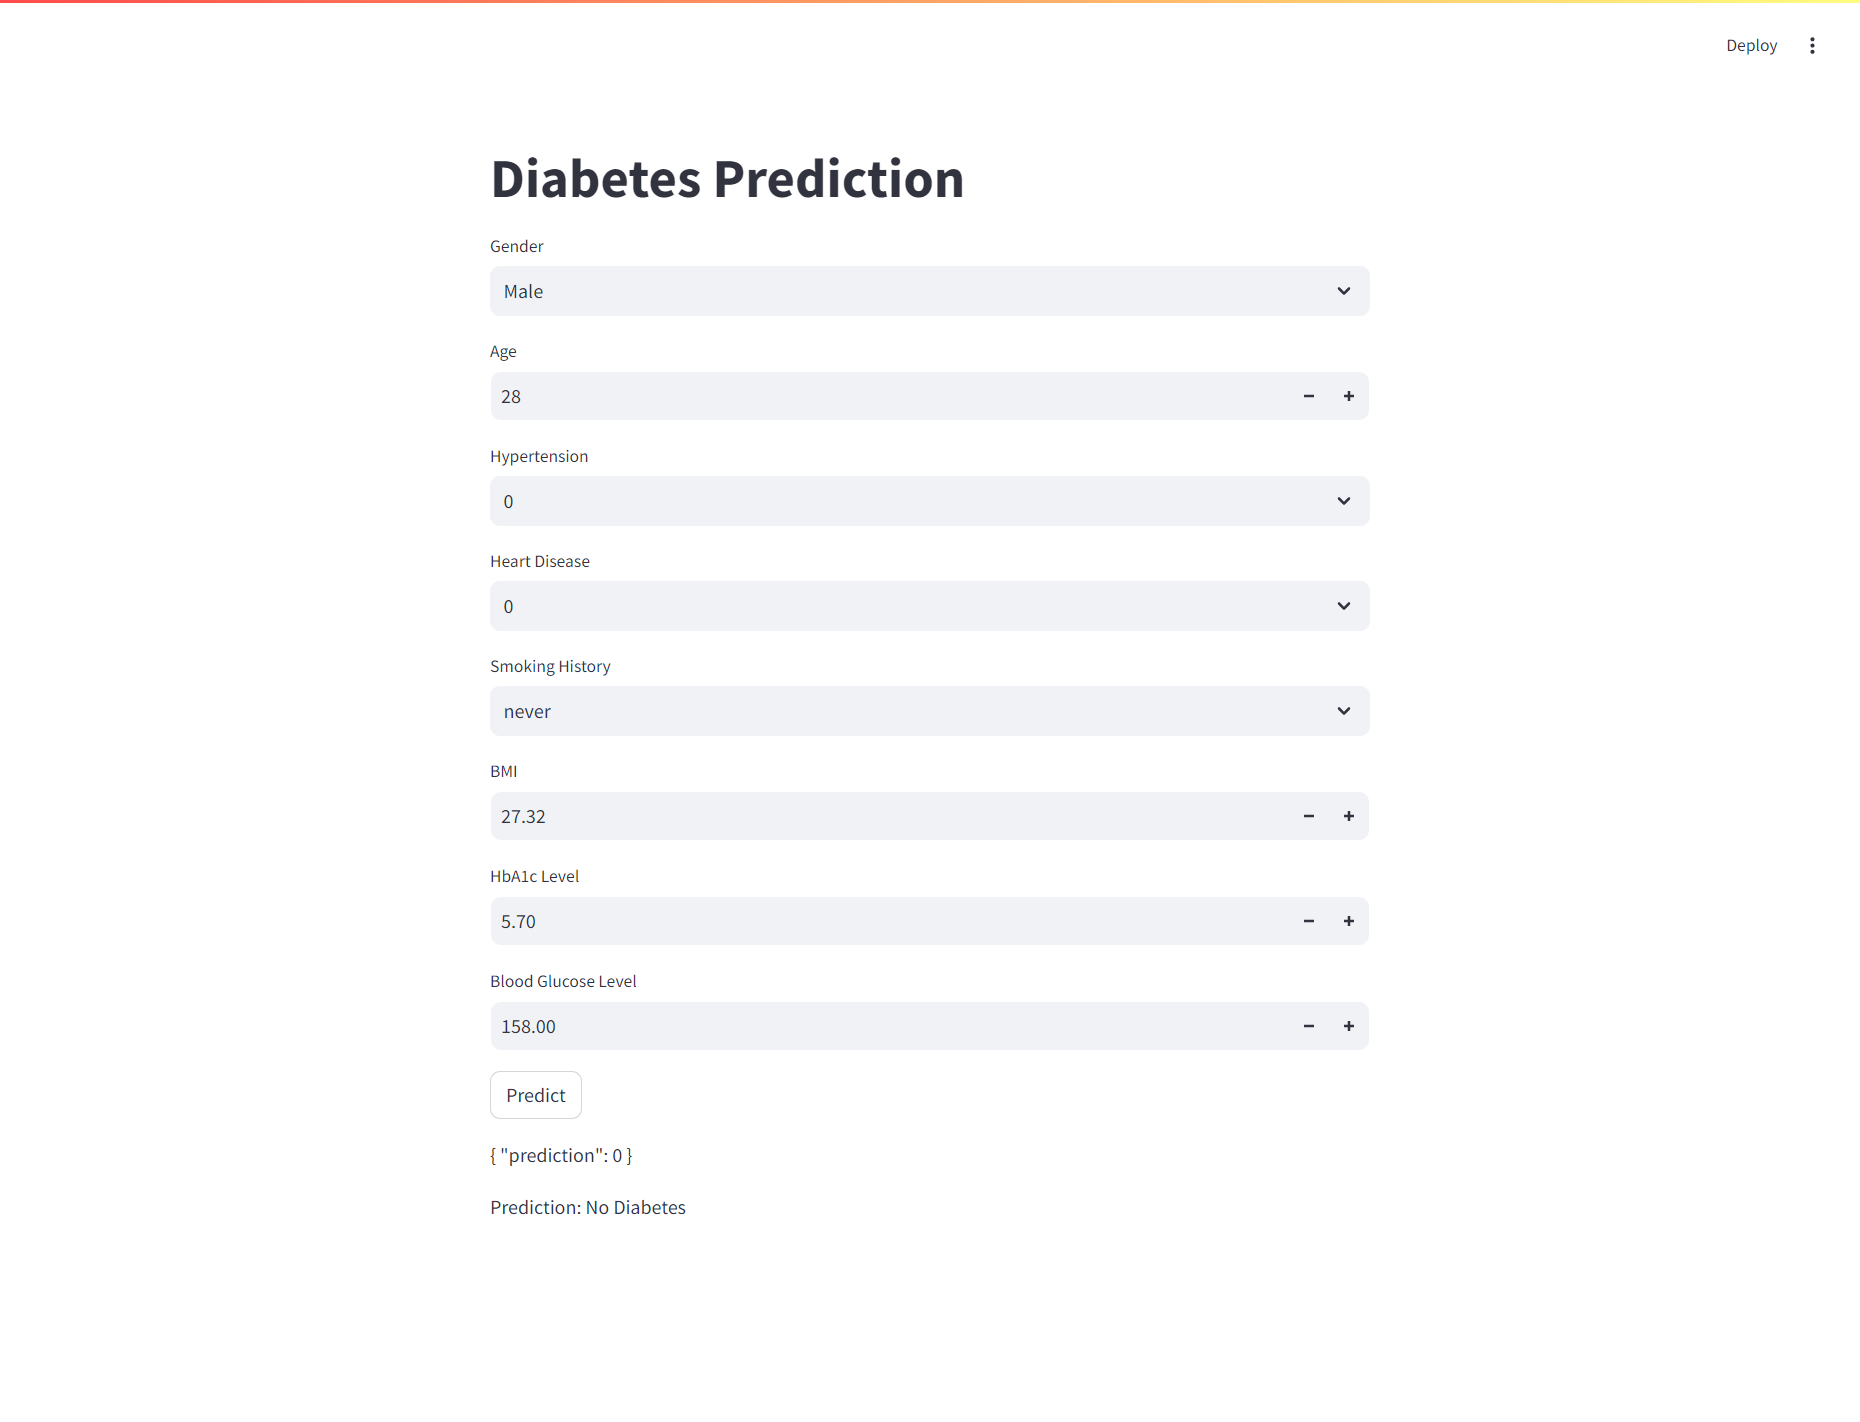 Deploy
Diabetes Prediction
Gender
Male
Age
28
Hypertension
0
Heart Disease
0
Smoking History
never
BMI
27.32
HbA1c Level
5.70
Blood Glucose Level
158.00
Predict
{ "prediction": 0 }
Prediction: No Diabetes